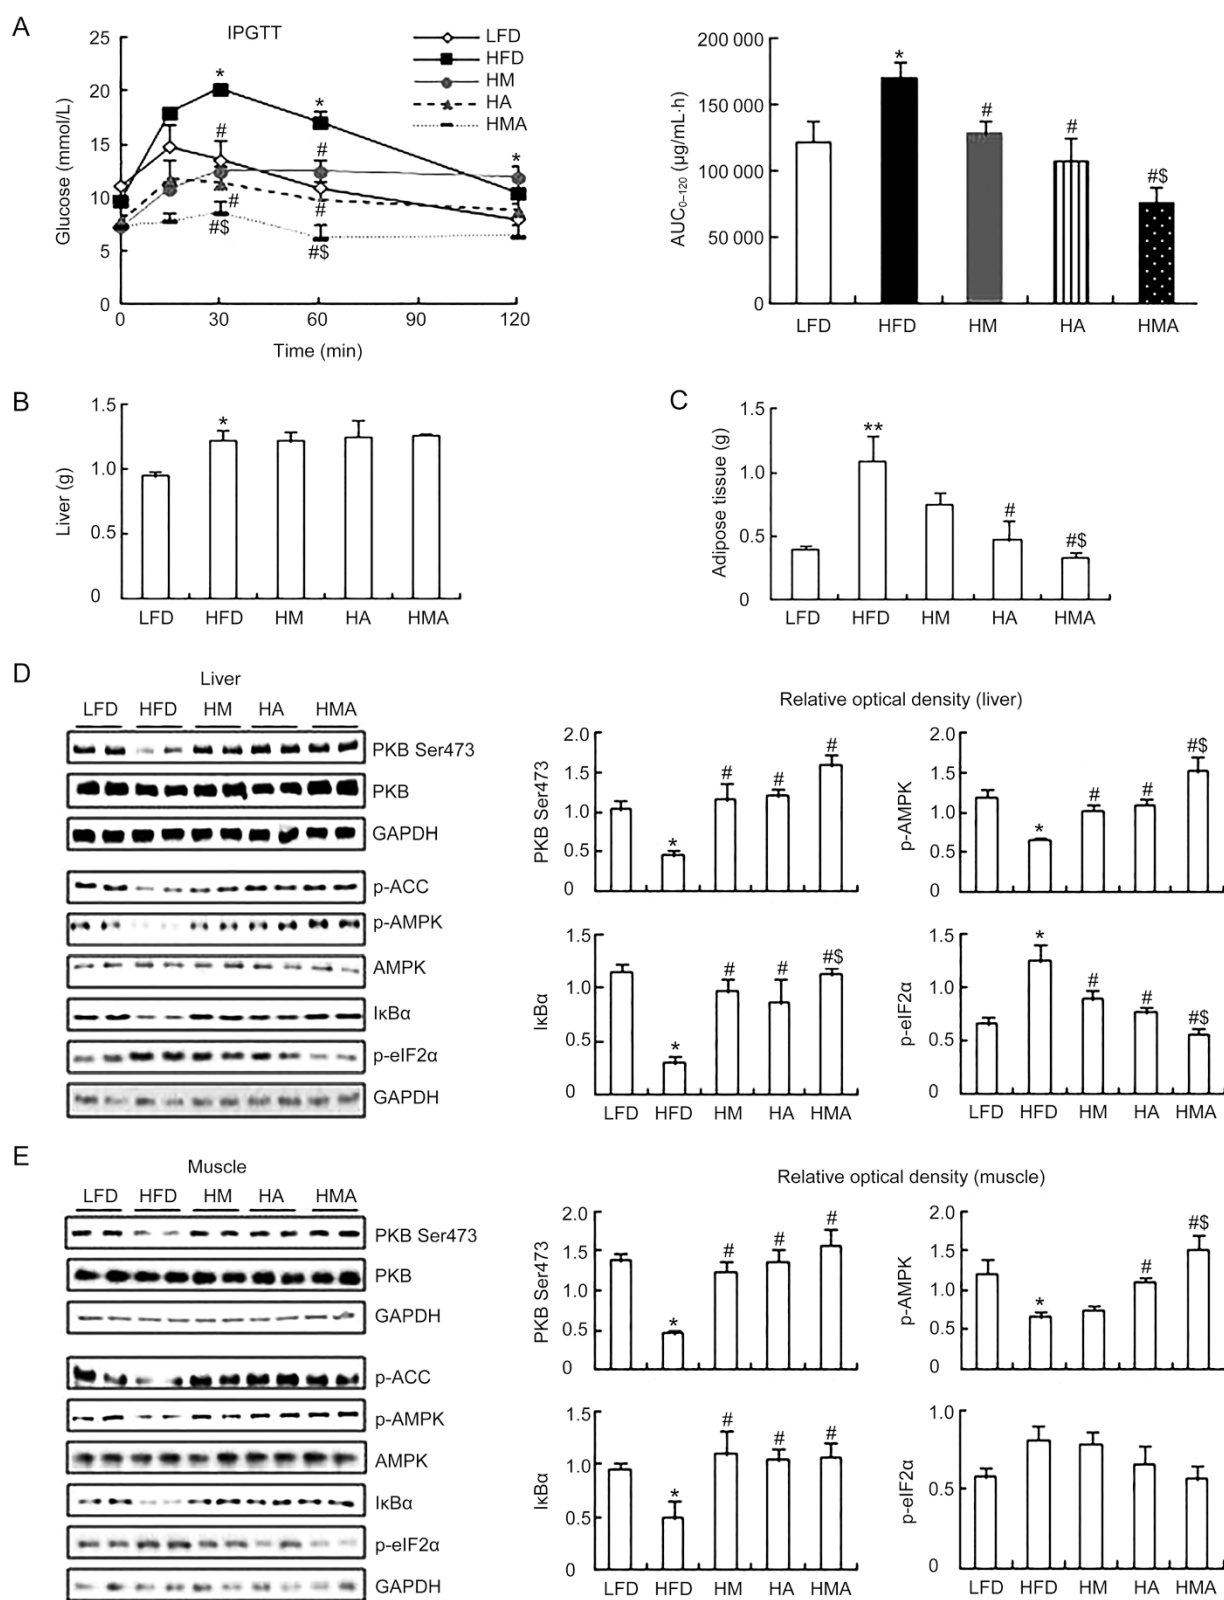 A
IPGTT
LFD
HFD
HM
HA
HMA
Glucose (mmol/L)
25
20
15
10
5
0
* * *
# #
# #
#$ #$
0 30 60 90 120
Time (min)
AUC0–120 (µg/mL·h)
200 000
150 000
100 000
50 000
0
* # # #$
LFD HFD HM HA HMA
B
Liver (g)
1.5
1.0
0.5
0
*
LFD HFD HM HA HMA
C
Adipose tissue (g)
1.5
1.0
0.5
0
** # #$
LFD HFD HM HA HMA
D
Liver
LFD HFD HM HA HMA
PKB Ser473
PKB
GAPDH
p-ACC
p-AMPK
AMPK
IκBα
p-eIF2α
GAPDH
Relative optical density (liver)
PKB Ser473
2.0
1.5
1.0
0.5
0
* # # #
p-AMPK
2.0
1.5
1.0
0.5
0
* # # #$
IκBα
1.5
1.0
0.5
0
* # # #$
LFD HFD HM HA HMA
p-eIF2α
1.5
1.0
0.5
0
* # # #$
LFD HFD HM HA HMA
E
Muscle
LFD HFD HM HA HMA
PKB Ser473
PKB
GAPDH
p-ACC
p-AMPK
AMPK
IκBα
p-eIF2α
GAPDH
Relative optical density (muscle)
PKB Ser473
2.0
1.5
1.0
0.5
0
* # # #
p-AMPK
2.0
1.5
1.0
0.5
0
* # #$
IκBα
1.5
1.0
0.5
0
* # # #
LFD HFD HM HA HMA
p-eIF2α
1.0
0.5
0
LFD HFD HM HA HMA